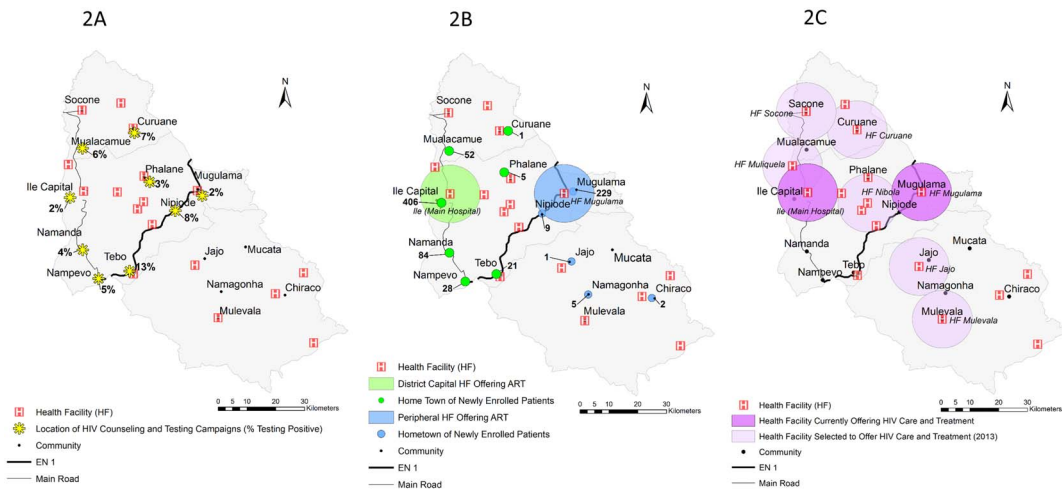 2A
N
Socone
Curuane
7%
Mualacamue
6%
Phalane
3%
Mugulama
2%
Ile Capital
2%
Nipiode
8%
Namanda
4%
Jajo
Mucata
Tebo
13%
Nampevo
5%
Namagonha
Chiraco
Mulevala
Health Facility (HF)
Location of HIV Counseling and Testing Campaigns (% Testing Positive)
Community
EN 1
Main Road
0 5 10 20 30
Kilometers
2B
N
Socone
Curuane
1
Mualacamue
52
Phalane
5
Mugulama
229
Ile Capital
406
Ile (Main Hospital)
Nipiode
HF Mugulama
9
Namanda
84
Jajo
1
Mucata
Tebo
21
Nampevo
28
Namagonha
5
Chiraco
2
Mulevala
Health Facility (HF)
District Capital HF Offering ART
Home Town of Newly Enrolled Patients
Peripheral HF Offering ART
Hometown of Newly Enrolled Patients
Community
EN 1
Main Road
0 5 10 20 30
Kilometers
2C
N
Sacone
HF Socone
Curuane
HF Curuane
Mualacamue
HF Muliquela
Phalane
Mugulama
Ile Capital
HF Nibola
HF Mugulama
Ile (Main Hospital)
Nipiode
Namanda
Mucata
Tebo
Jajo
HF Jajo
Nampevo
Namagonha
Chiraco
Mulevala
HF Mulevala
Health Facility (HF)
Health Facility Currently Offering HIV Care and Treatment
Health Facility Selected to Offer HIV Care and Treatment (2013)
Community
EN 1
Main Road
0 5 10 20 30
Kilometers